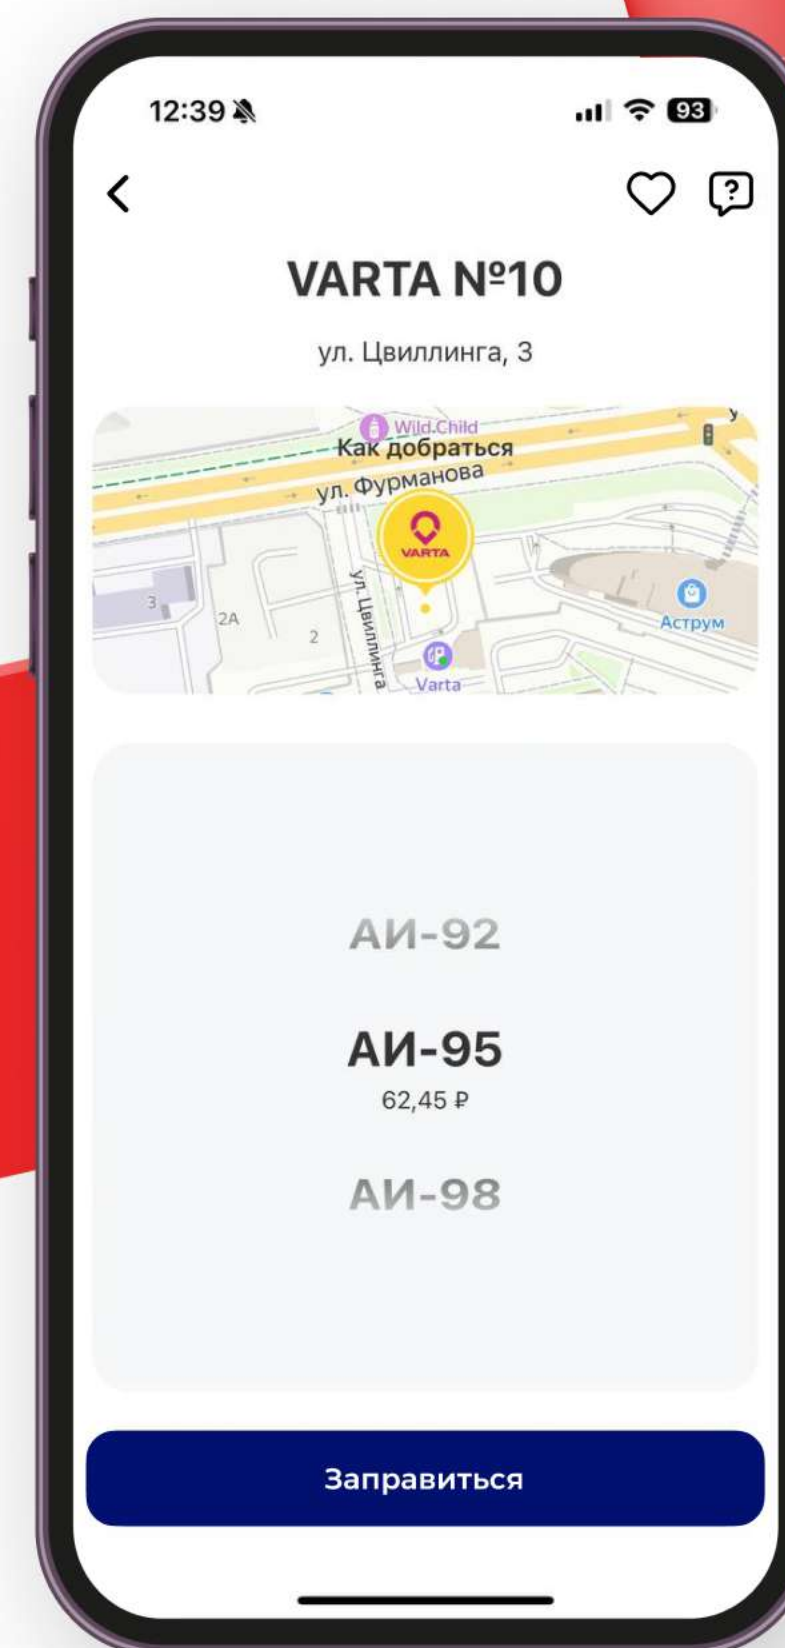 12:39
93
VARTA №10
ул. Цвиллинга, 3
Wild.Child
Как добраться
ул. Фурманова
VARTA
3
2А
2
ул. Цвиллинга
Аструм
Varta
АИ-92
АИ-95
62,45 ₽
АИ-98
Заправиться